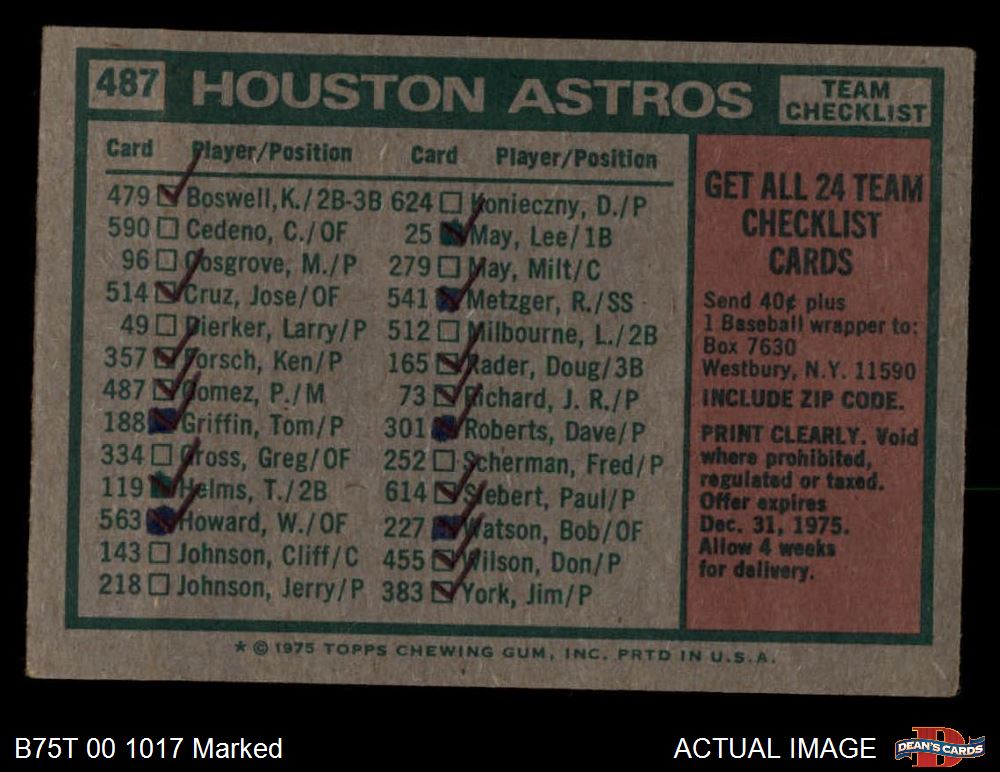 487 HOUSTON ASTROS TEAM CHECKLIST
Card Player/Position Card Player/Position
479 Boswell, K./2B-3B 624 Konieczny, D./P
590 Cedeno, C./OF 25 May, Lee/1B
96 Cosgrove, M./P 279 May, Milt/C
514 Cruz, Jose/OF 541 Metzger, R./SS
49 Dierker, Larry/P 512 Milbourne, L./2B
357 Forsch, Ken/P 165 Rader, Doug/3B
487 Gomez, P./M 73 Richard, J. R./P
188 Griffin, Tom/P 301 Roberts, Dave/P
334 Gross, Greg/OF 252 Scherman, Fred/P
119 Helms, T./2B 614 Siebert, Paul/P
563 Howard, W./OF 227 Watson, Bob/OF
143 Johnson, Cliff/C 455 Wilson, Don/P
218 Johnson, Jerry/P 383 York, Jim/P
GET ALL 24 TEAM
CHECKLIST
CARDS
Send 40¢ plus
1 Baseball wrapper to:
Box 7630
Westbury, N.Y. 11590
INCLUDE ZIP CODE.
PRINT CLEARLY. Void
where prohibited,
regulated or taxed.
Offer expires
Dec. 31, 1975.
Allow 4 weeks
for delivery.
* © 1975 TOPPS CHEWING GUM, INC. PRTD IN U.S.A.
B75T 00 1017 Marked
ACTUAL IMAGE
DEAN'S CARDS